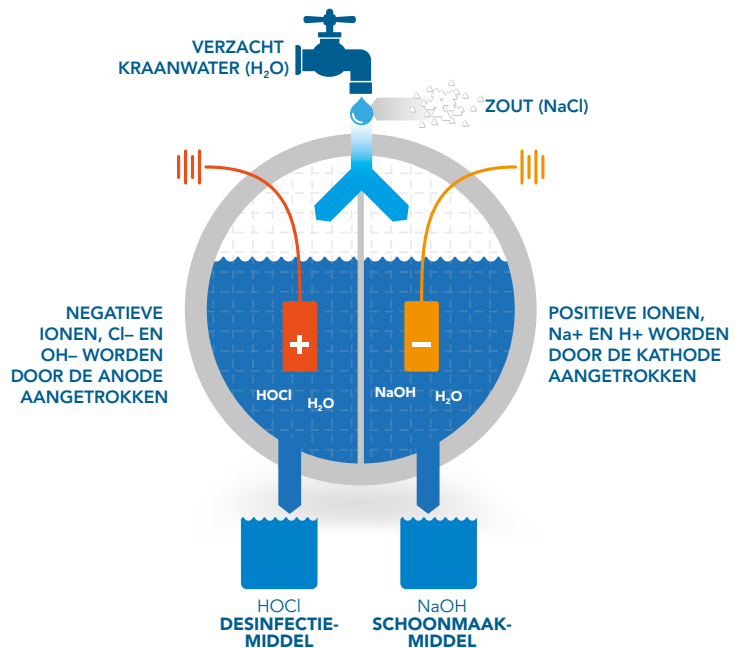 VERZACHT
KRAANWATER (H₂O)
ZOUT (NaCl)
NEGATIEVE
IONEN, Cl– EN
OH– WORDEN
DOOR DE ANODE
AANGETROKKEN
+
HOCl
H₂O
–
NaOH
H₂O
POSITIEVE IONEN,
Na+ EN H+ WORDEN
DOOR DE KATHODE
AANGETROKKEN
HOCl
DESINFECTIE-
MIDDEL
NaOH
SCHOONMAAK-
MIDDEL